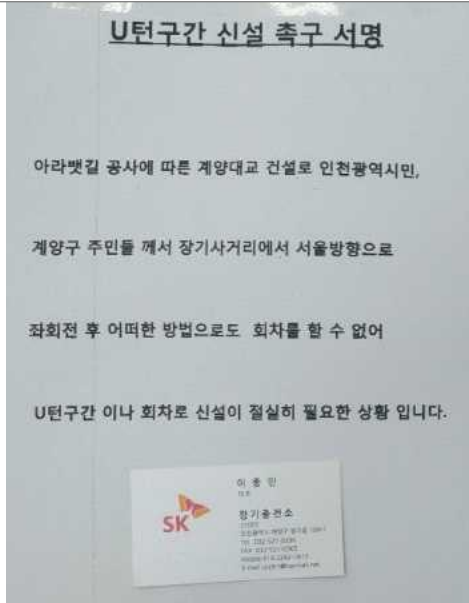 U턴구간 신설 촉구 서명
아라뱃길 공사에 따른 계양대교 건설로 인천광역시민,
계양구 주민들 께서 장기사거리에서 서울방향으로
좌회전 후 어떠한 방법으로도 회차를 할 수 없어
U턴구간 이나 회차로 신설이 절실히 필요한 상황 입니다.
SK
장기충전소